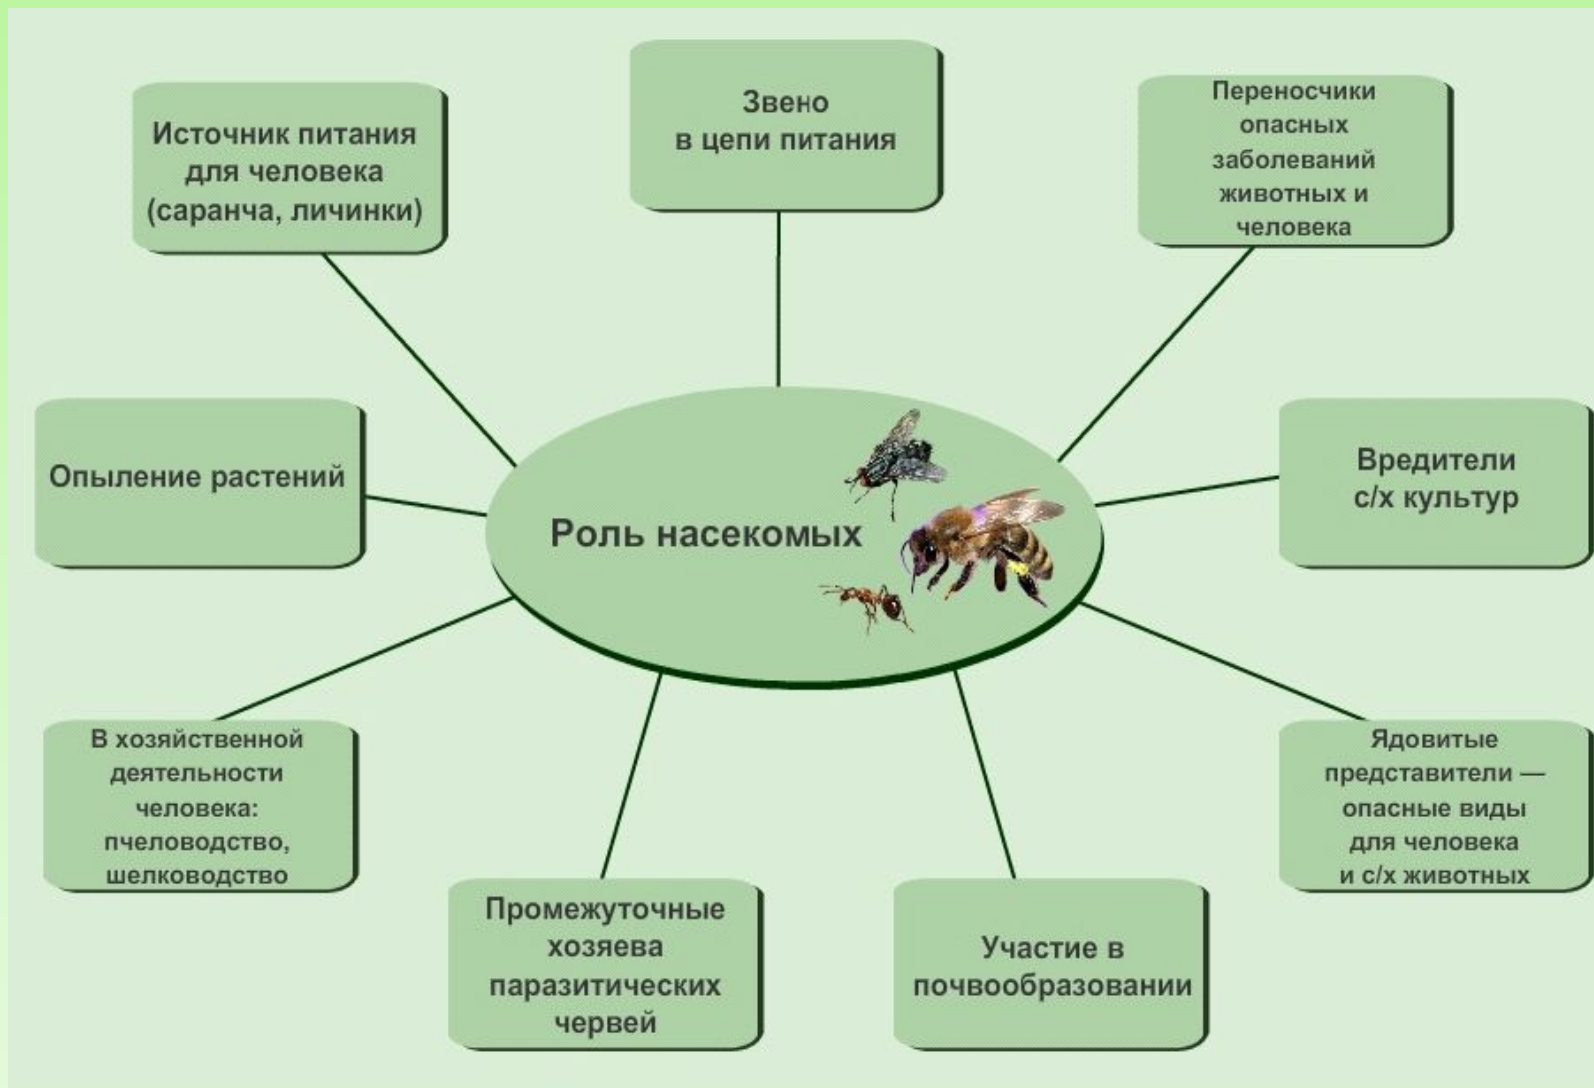 Источник питания
для человека
(саранча, личинки)
Звено
в цепи питания
Переносчики
опасных
заболеваний
животных и
человека
Опыление растений
Роль насекомых
Вредители
с/х культур
В хозяйственной
деятельности
человека:
пчеловодство,
шелководство
Промежуточные
хозяева
паразитических
червей
Участие в
почвообразовании
Ядовитые
представители —
опасные виды
для человека
и с/х животных